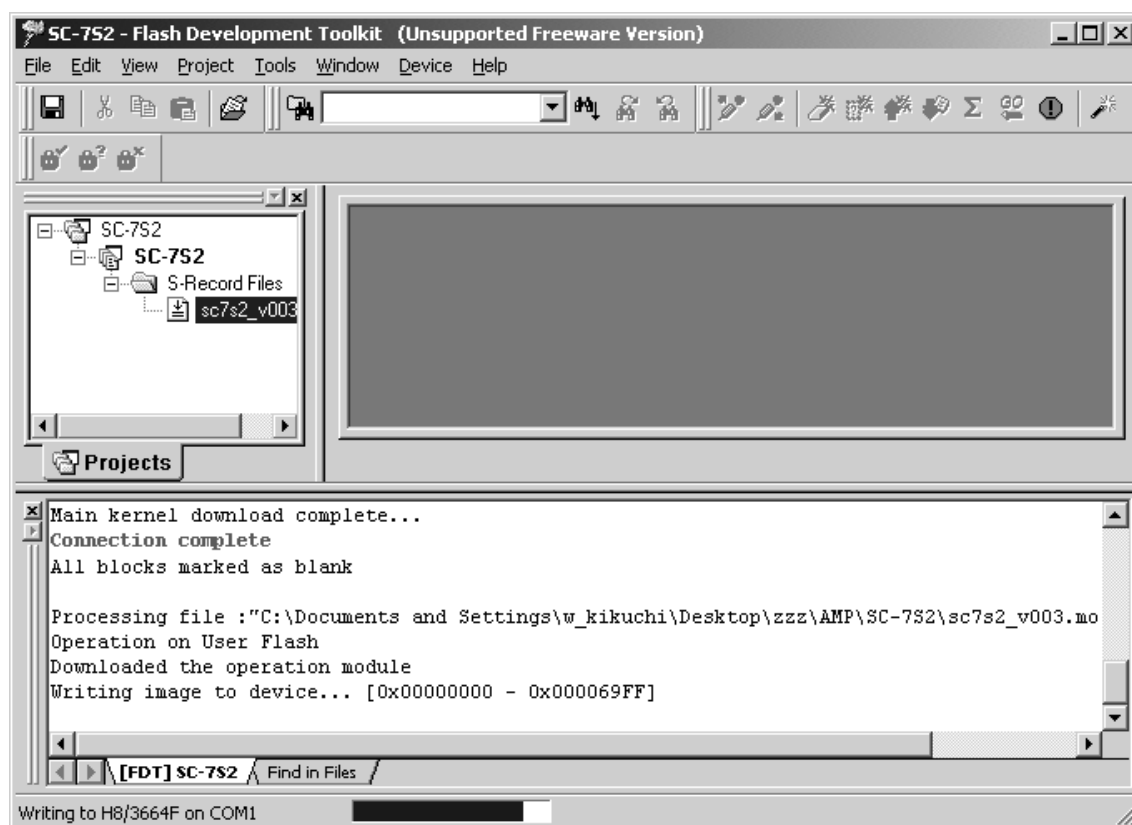 SC-7S2 - Flash Development Toolkit (Unsupported Freeware Version)
File Edit View Project Tools Window Device Help
SC-7S2
SC-7S2
S-Record Files
sc7s2_v003
Projects
Main kernel download complete...
Connection complete
All blocks marked as blank
Processing file :"C:\Documents and Settings\w_kikuchi\Desktop\zzz\AMP\SC-7S2\sc7s2_v003.mo
Operation on User Flash
Downloaded the operation module
Writing image to device... [0x00000000 - 0x000069FF]
[FDT] SC-7S2 Find in Files
Writing to H8/3664F on COM1